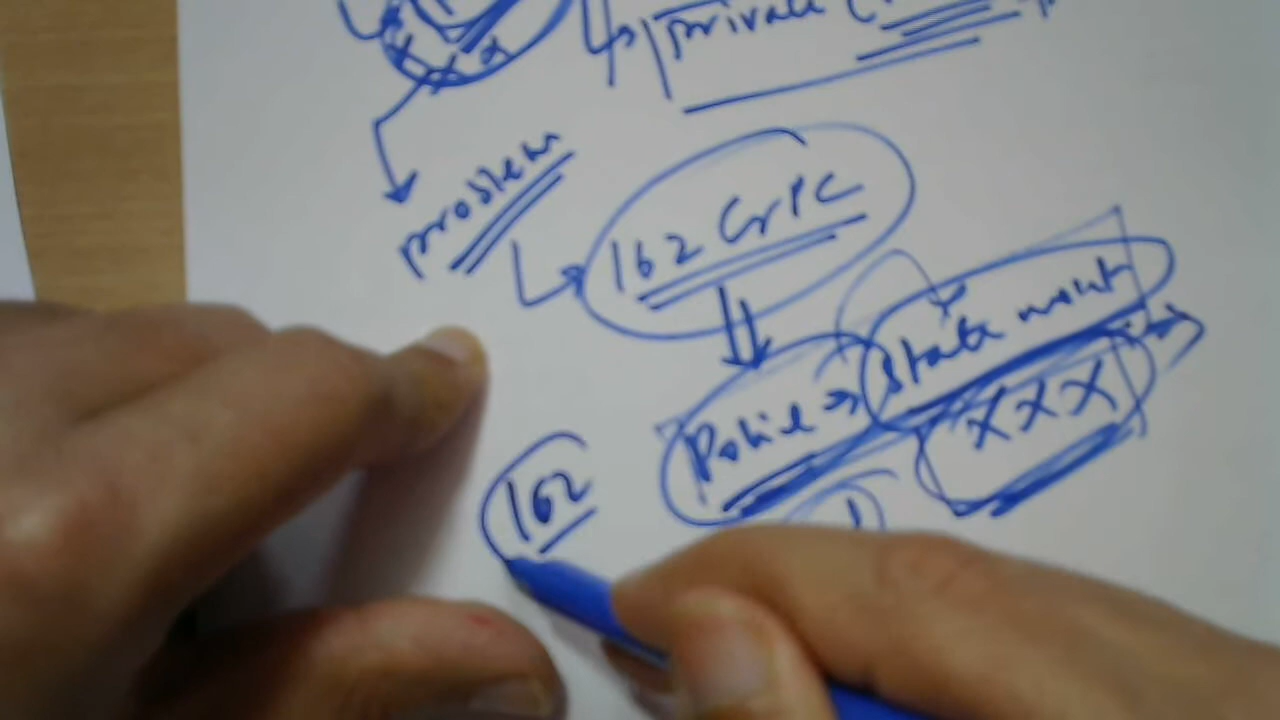 private
problem
162 CrPC
Police → Statement
XXX
162